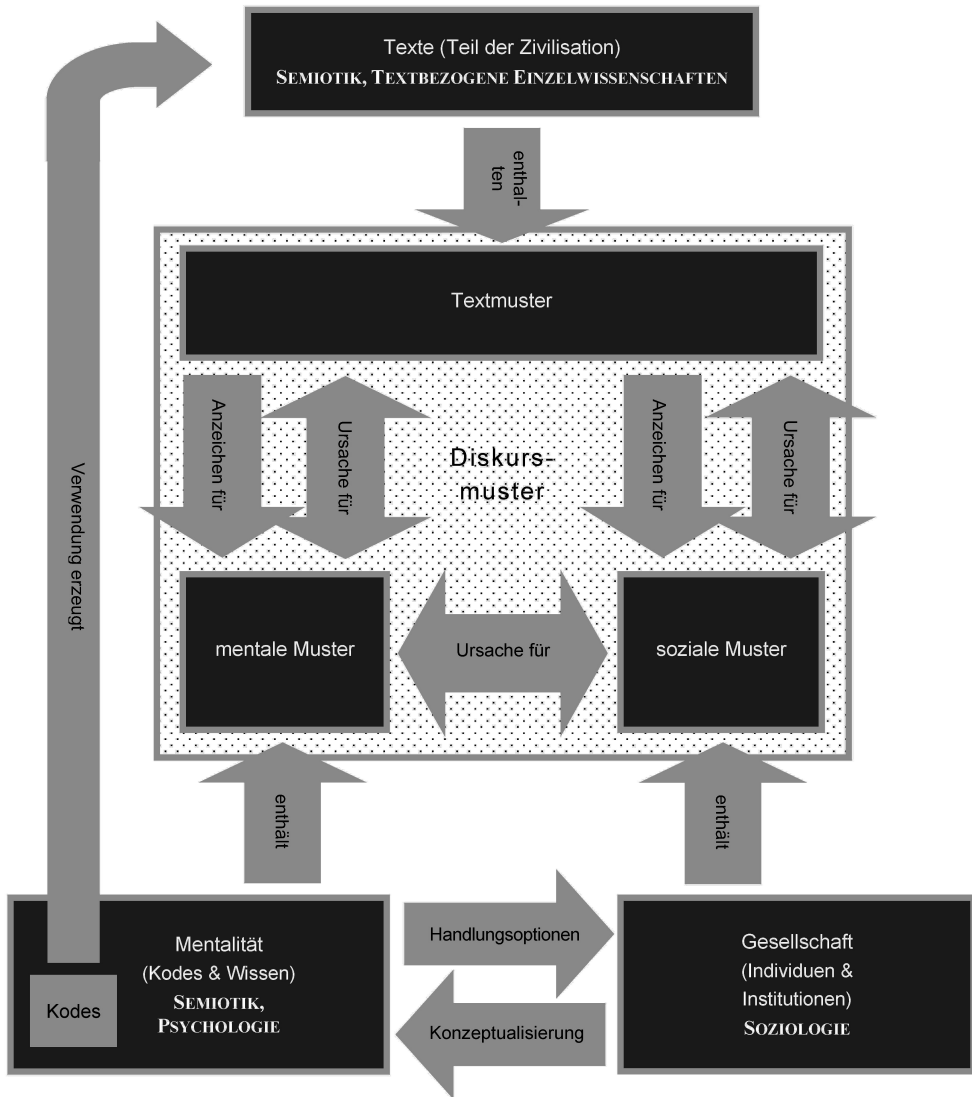 Texte (Teil der Zivilisation)
SEMIOTIK, TEXTBEZOGENE EINZELWISSENSCHAFTEN
enthal-
ten
Textmuster
Anzeichen für
Ursache für
Anzeichen für
Ursache für
Diskurs-
muster
Verwendung erzeugt
mentale Muster
Ursache für
soziale Muster
enthält
enthält
Mentalität
(Kodes & Wissen)
SEMIOTIK,
PSYCHOLOGIE
Kodes
Handlungsoptionen
Konzeptualisierung
Gesellschaft
(Individuen &
Institutionen)
SOZIOLOGIE